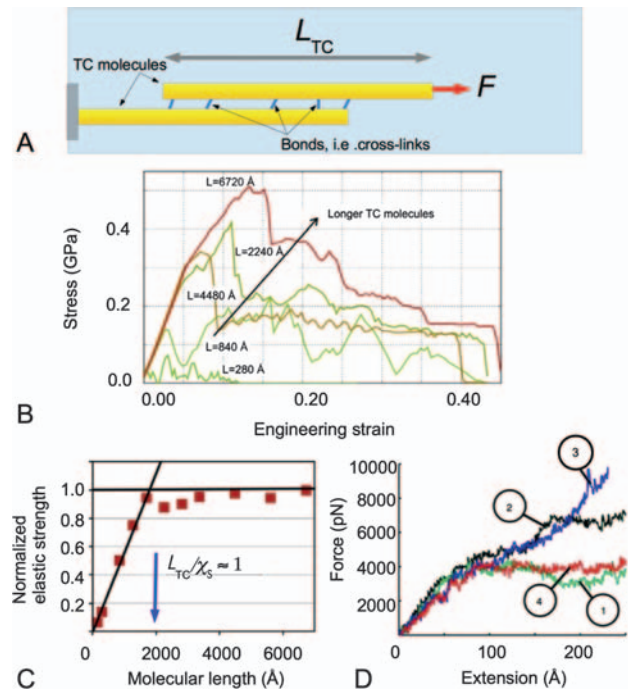 L_TC
TC molecules
F
Bonds, i.e .cross-links
A
L=6720 Å
Longer TC molecules
0.4
L=2240 Å
Stress (GPa)
L=4480 Å
0.2
L=840 Å
L=280 Å
0.0
0.00 0.20 0.40
B
Engineering strain
1.0
Normalized
elastic strength
0.8
0.6
0.4
0.2
L_TC/χ_S ≈ 1
0 2000 4000 6000
C
Molecular length (Å)
10000
8000
6000
4000
2000
0
Force (pN)
3
2
4
1
0 100 200
D
Extension (Å)